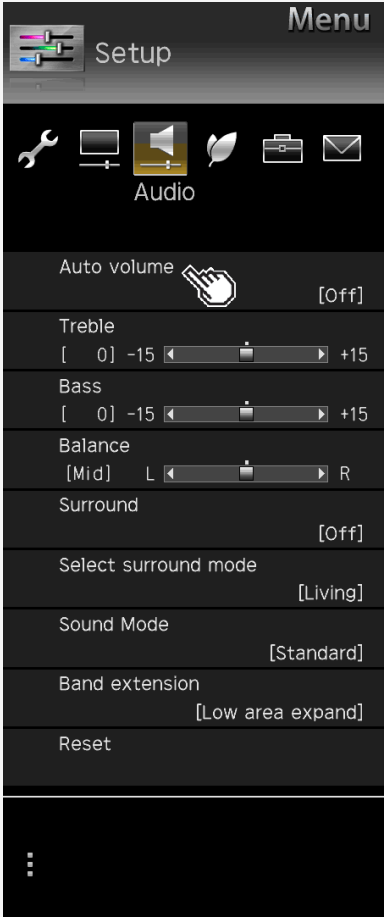 Menu
Setup
Audio
Auto volume
[Off]
Treble
[ 0] -15 +15
Bass
[ 0] -15 +15
Balance
[Mid] L R
Surround
[Off]
Select surround mode
[Living]
Sound Mode
[Standard]
Band extension
[Low area expand]
Reset